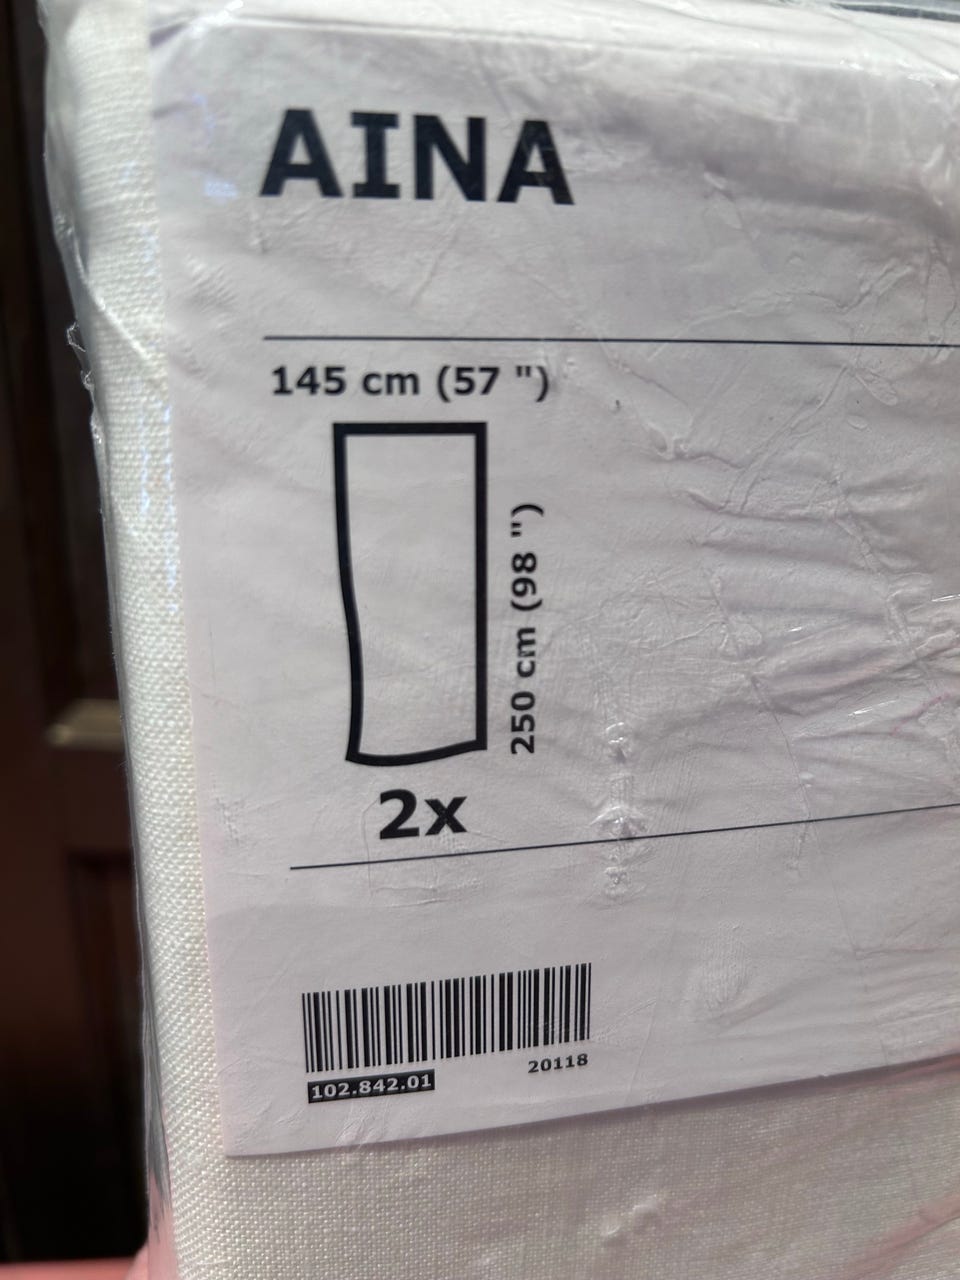 AINA
145 cm (57 ")
250 cm (98 ")
2x
20118
102.842.01